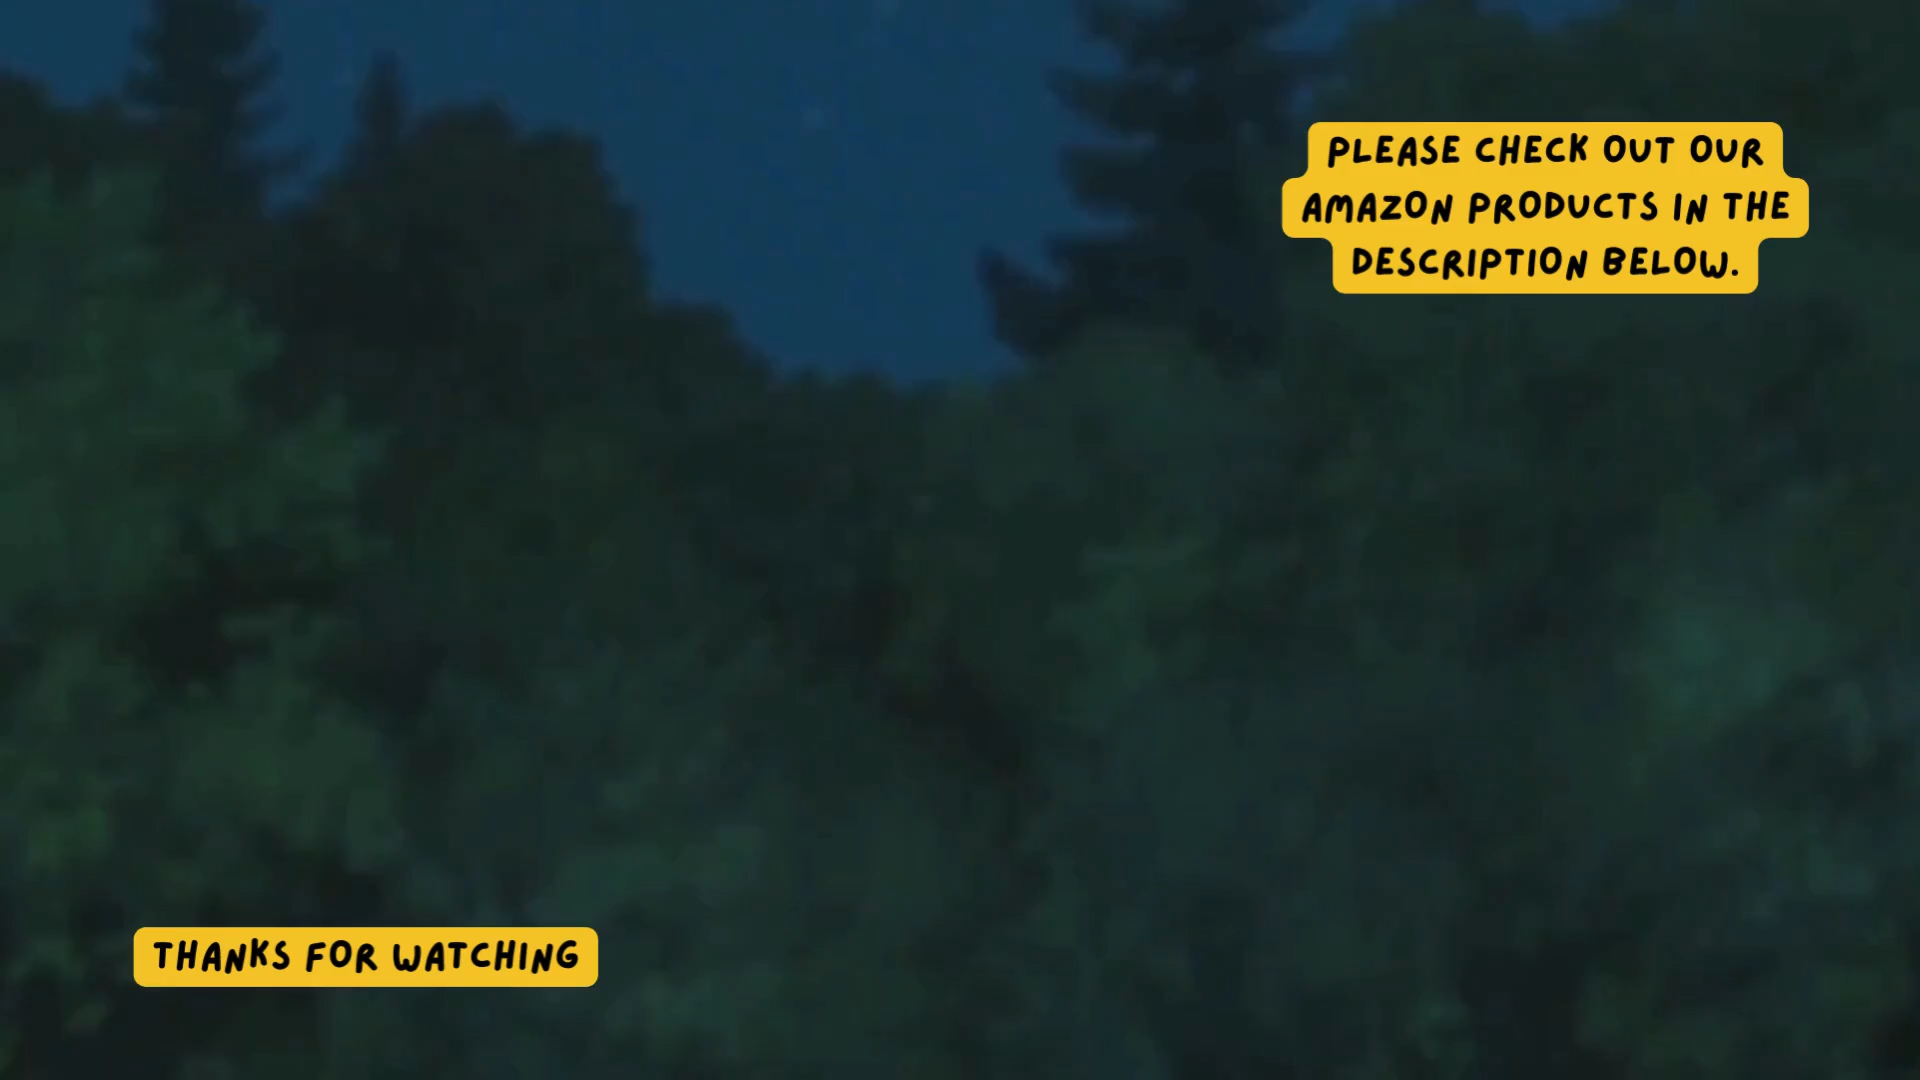 PLEASE CHECK OUT OUR
AMAZON PRODUCTS IN THE
DESCRIPTION BELOW.
THANKS FOR WATCHING